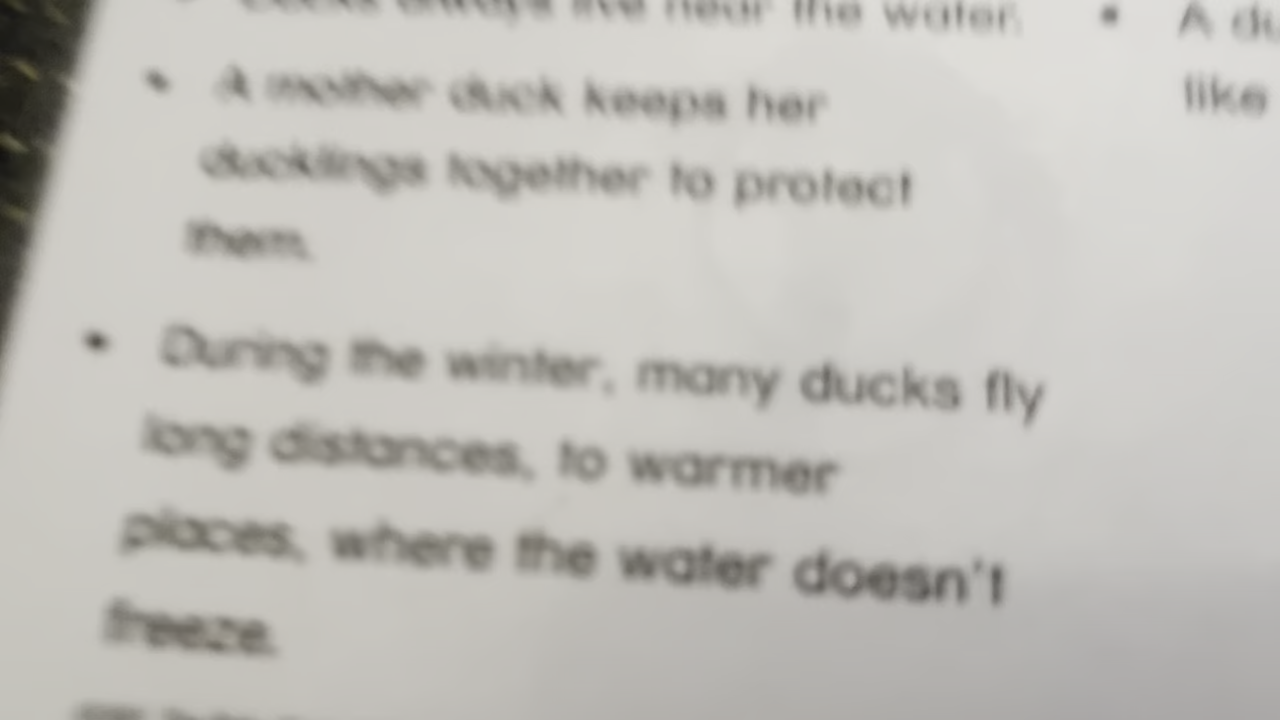 Ducks always live near the water.
A mother duck keeps her
ducklings together to protect
them.
During the winter, many ducks fly
long distances, to warmer
places, where the water doesn't
freeze.
A
like